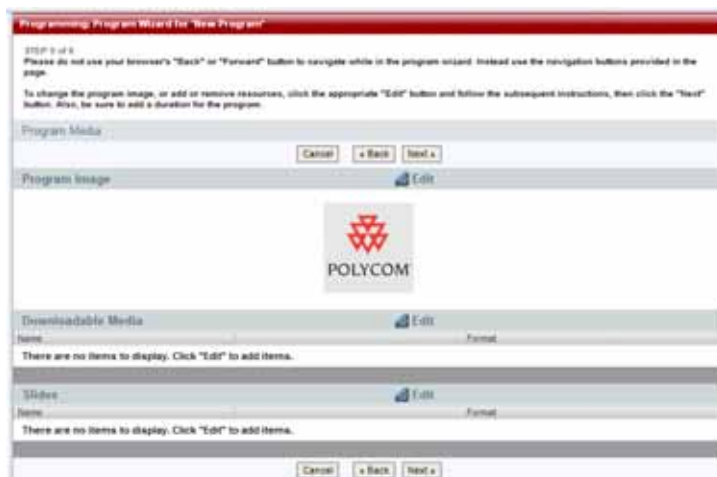 Programming: Program Wizard for 'New Program'
Please do not use your browser's "Back" or "Forward" button to navigate while in the program wizard. Instead use the navigation buttons provided in the
page.
To change the program image, or add or remove resources, click the appropriate "Edit" button and follow the subsequent instructions, then click the "Next"
button. Also, be sure to add a duration for the program.
Program Media
Cancel « Back Next »
Program Image Edit
POLYCOM
Downloadable Media Edit
Name Format
There are no items to display. Click "Edit" to add items.
Slides Edit
Name Format
There are no items to display. Click "Edit" to add items.
Cancel « Back Next »